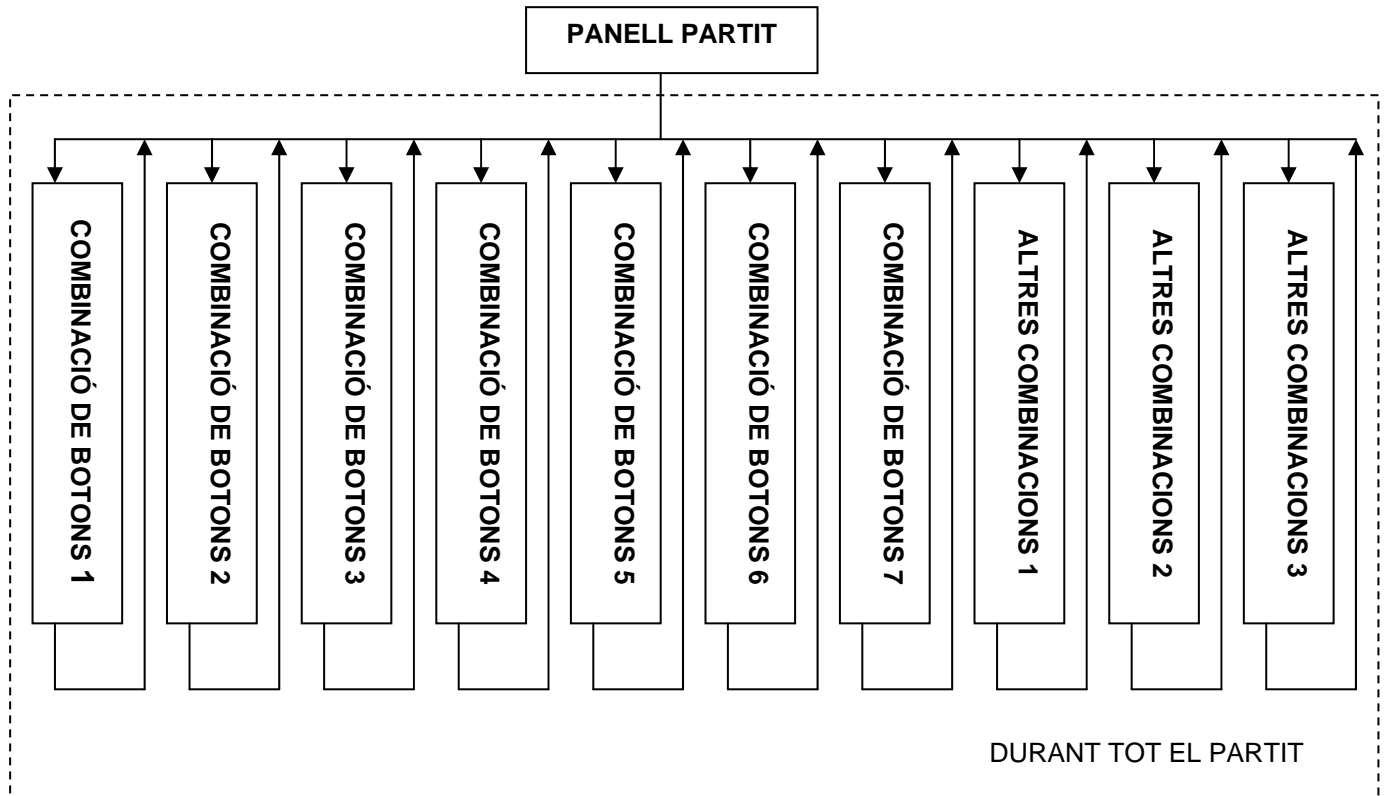 PANELL PARTIT
COMBINACIÓ DE BOTONS 1
COMBINACIÓ DE BOTONS 2
COMBINACIÓ DE BOTONS 3
COMBINACIÓ DE BOTONS 4
COMBINACIÓ DE BOTONS 5
COMBINACIÓ DE BOTONS 6
COMBINACIÓ DE BOTONS 7
ALTRES COMBINACIONS 1
ALTRES COMBINACIONS 2
ALTRES COMBINACIONS 3
DURANT TOT EL PARTIT